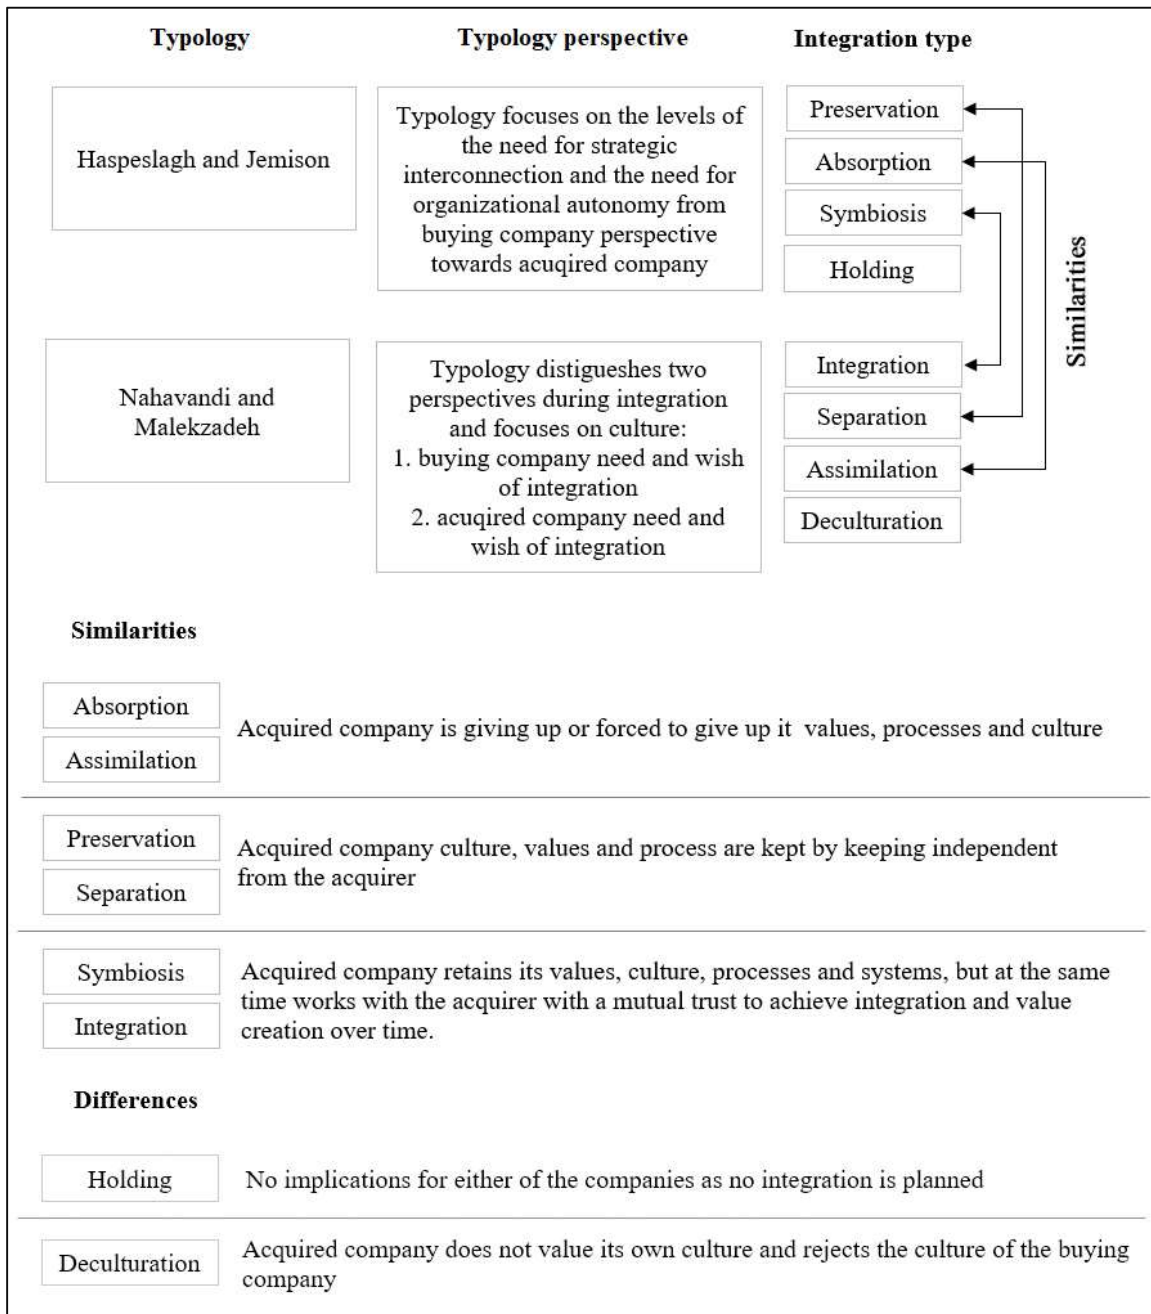 Typology
Typology perspective
Integration type
Haspeslagh and Jemison
Typology focuses on the levels of
the need for strategic
interconnection and the need for
organizational autonomy from
buying company perspective
towards acuqired company
Preservation
Absorption
Symbiosis
Holding
Similarities
Nahavandi and
Malekzadeh
Typology distigueshes two
perspectives during integration
and focuses on culture:
1. buying company need and wish
of integration
2. acuqired company need and
wish of integration
Integration
Separation
Assimilation
Deculturation
Similarities
Absorption
Assimilation
Acquired company is giving up or forced to give up it values, processes and culture
Preservation
Separation
Acquired company culture, values and process are kept by keeping independent
from the acquirer
Symbiosis
Integration
Acquired company retains its values, culture, processes and systems, but at the same
time works with the acquirer with a mutual trust to achieve integration and value
creation over time.
Differences
Holding
No implications for either of the companies as no integration is planned
Deculturation
Acquired company does not value its own culture and rejects the culture of the buying
company